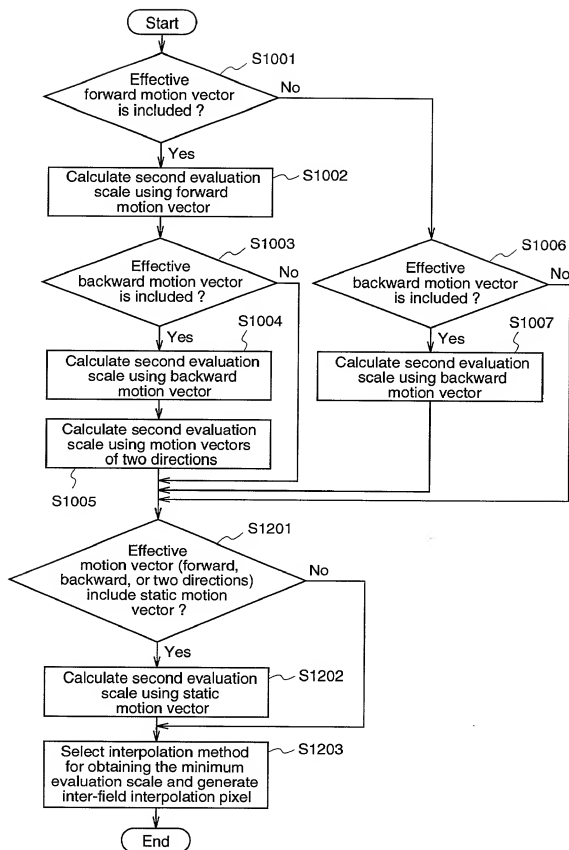 Start
S1001
Effective
forward motion vector
is included ?
No
Yes
Calculate second evaluation
scale using forward
motion vector
S1002
S1003
Effective
backward motion vector
is included ?
No
Yes
S1004
Calculate second evaluation
scale using backward
motion vector
Calculate second evaluation
scale using motion vectors
of two directions
S1005
S1006
Effective
backward motion vector
is included ?
No
Yes
S1007
Calculate second evaluation
scale using backward
motion vector
S1201
Effective
motion vector (forward,
backward, or two directions)
include static motion
vector ?
No
Yes
Calculate second evaluation
scale using static
motion vector
S1202
Select interpolation method
for obtaining the minimum
evaluation scale and generate
inter-field interpolation pixel
S1203
End